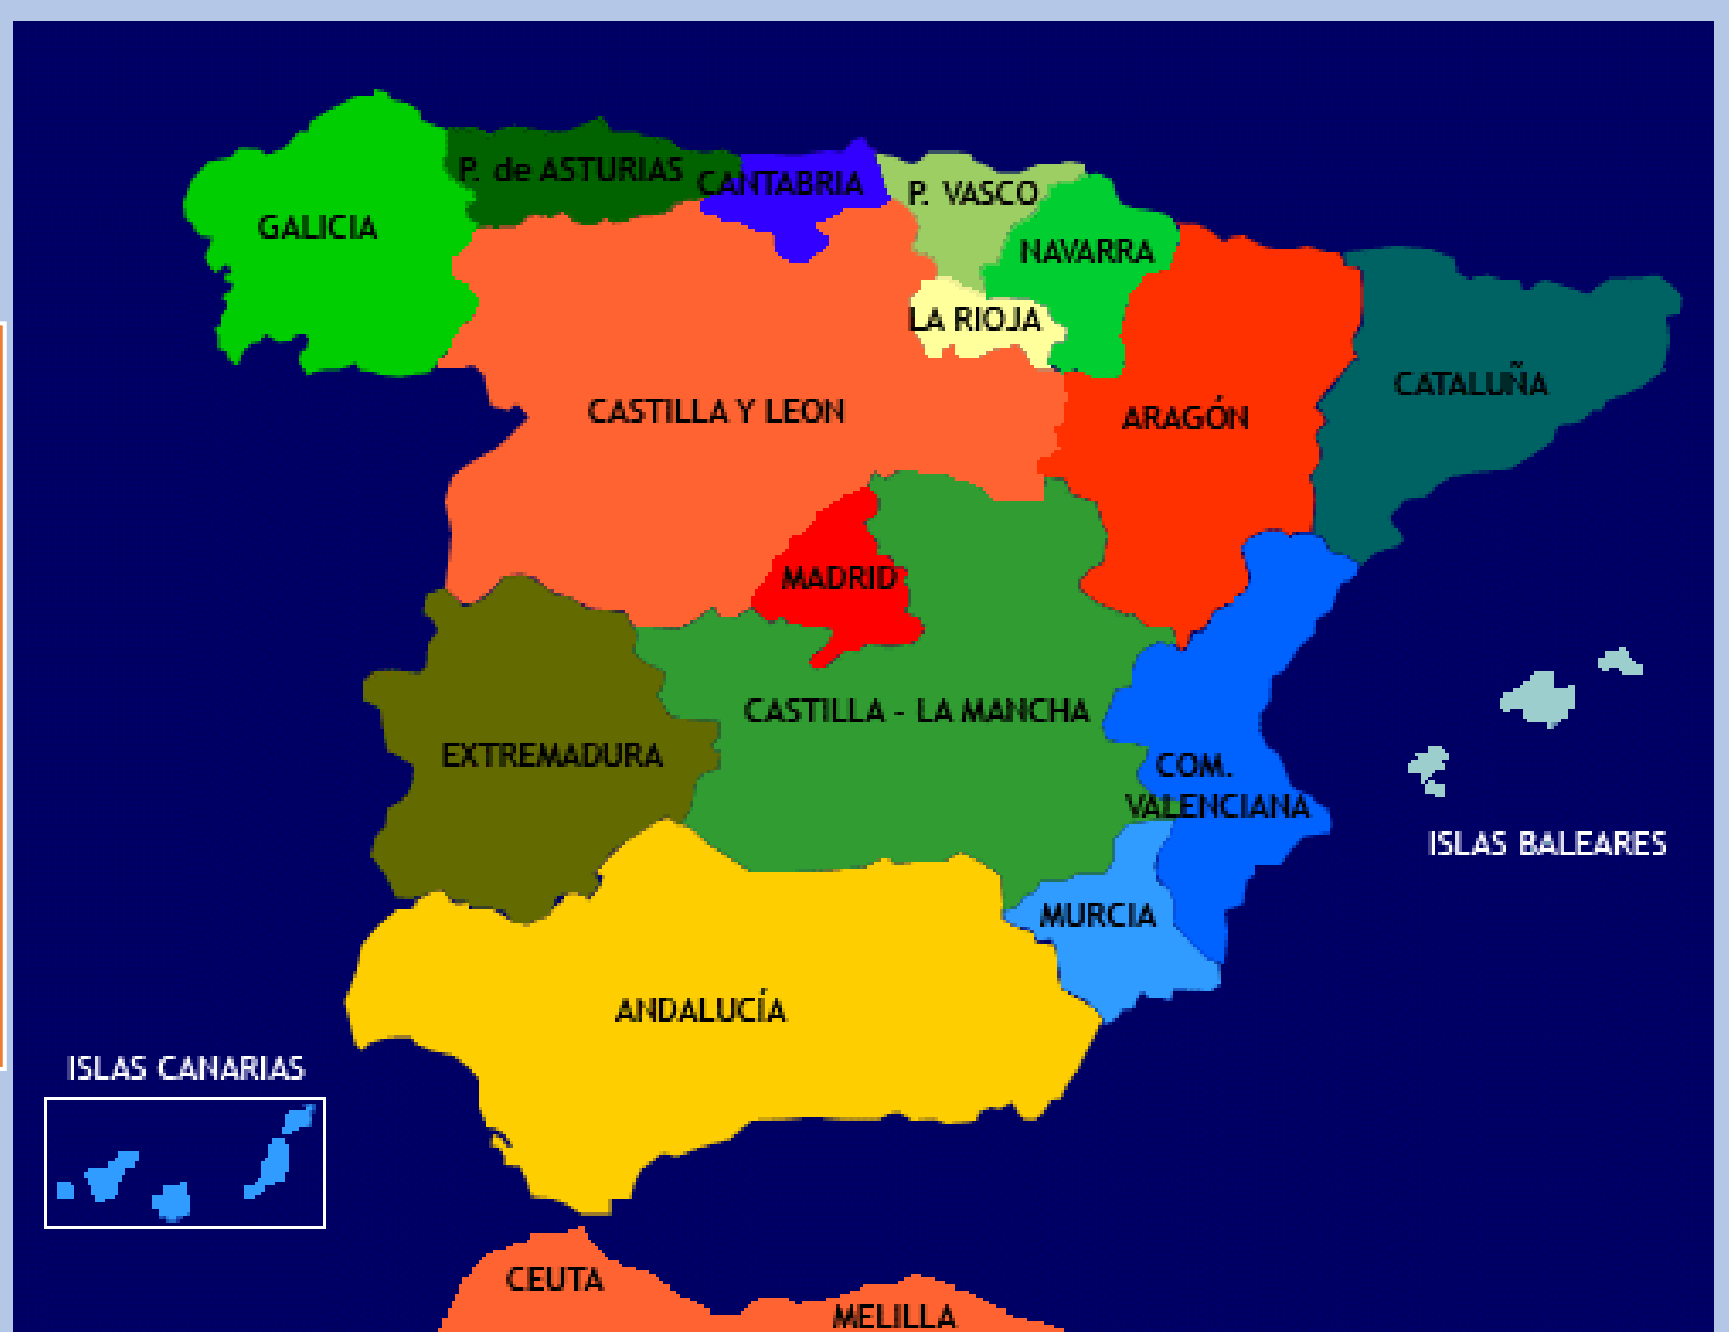 P. de ASTURIAS
CANTABRIA
P. VASCO
GALICIA
NAVARRA
LA RIOJA
CATALUÑA
CASTILLA Y LEON
ARAGÓN
MADRID
CASTILLA - LA MANCHA
EXTREMADURA
COM.
VALENCIANA
ISLAS BALEARES
MURCIA
ANDALUCÍA
ISLAS CANARIAS
CEUTA
MELILLA